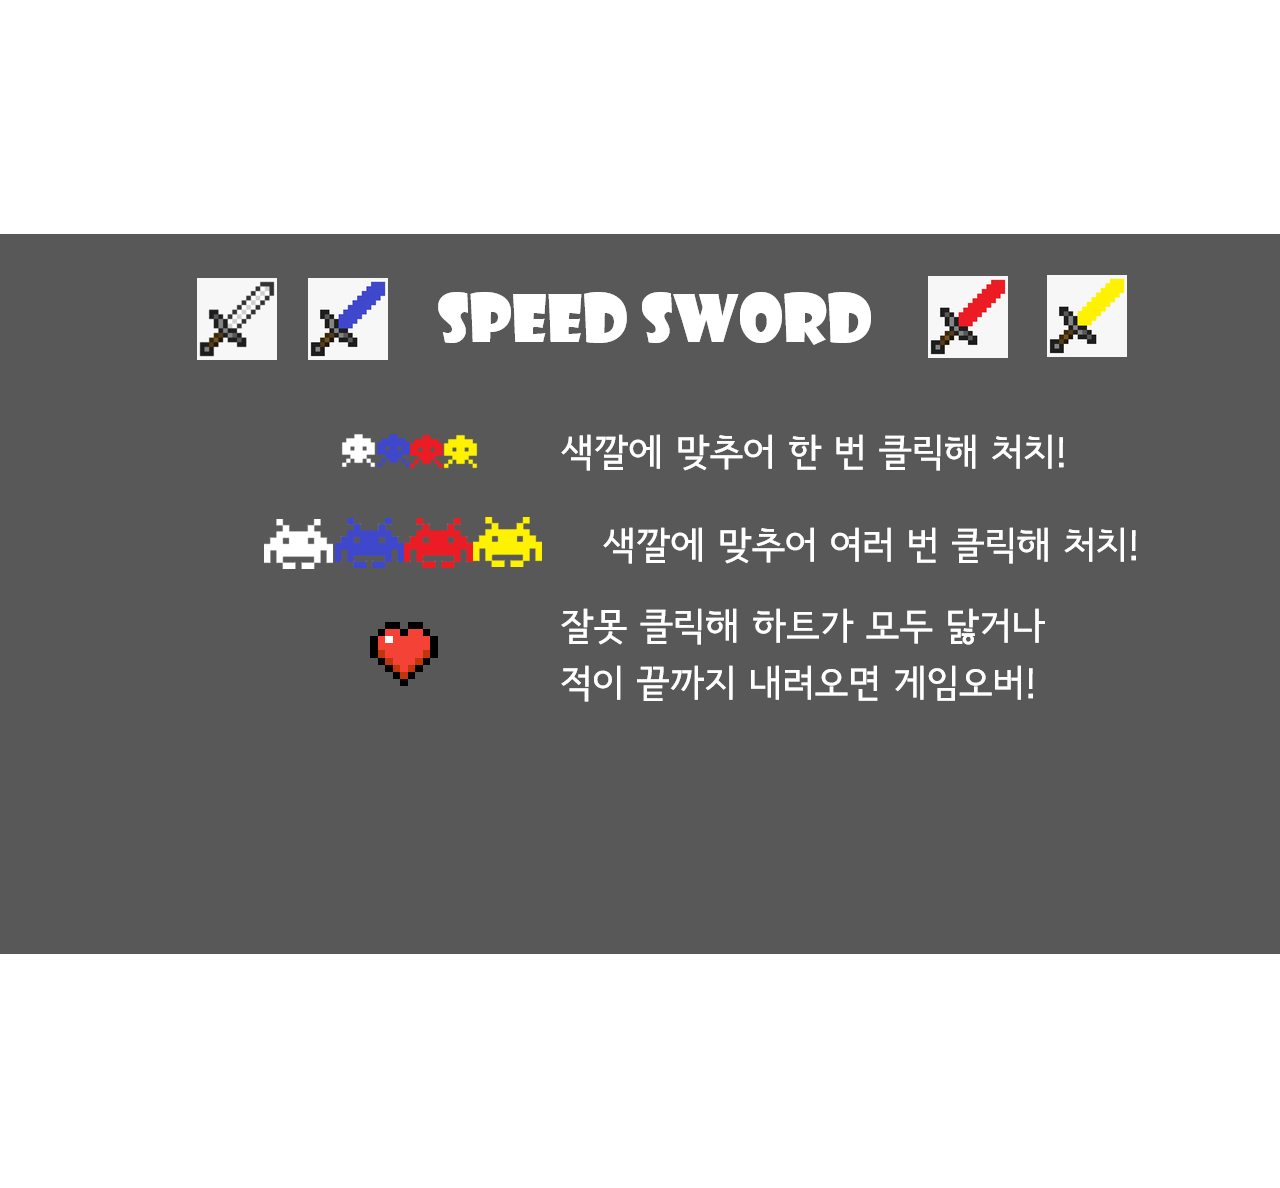 SPEED SWORD
색깔에 맞추어 한 번 클릭해 처치!
색깔에 맞추어 여러 번 클릭해 처치!
잘못 클릭해 하트가 모두 닳거나
적이 끝까지 내려오면 게임오버!